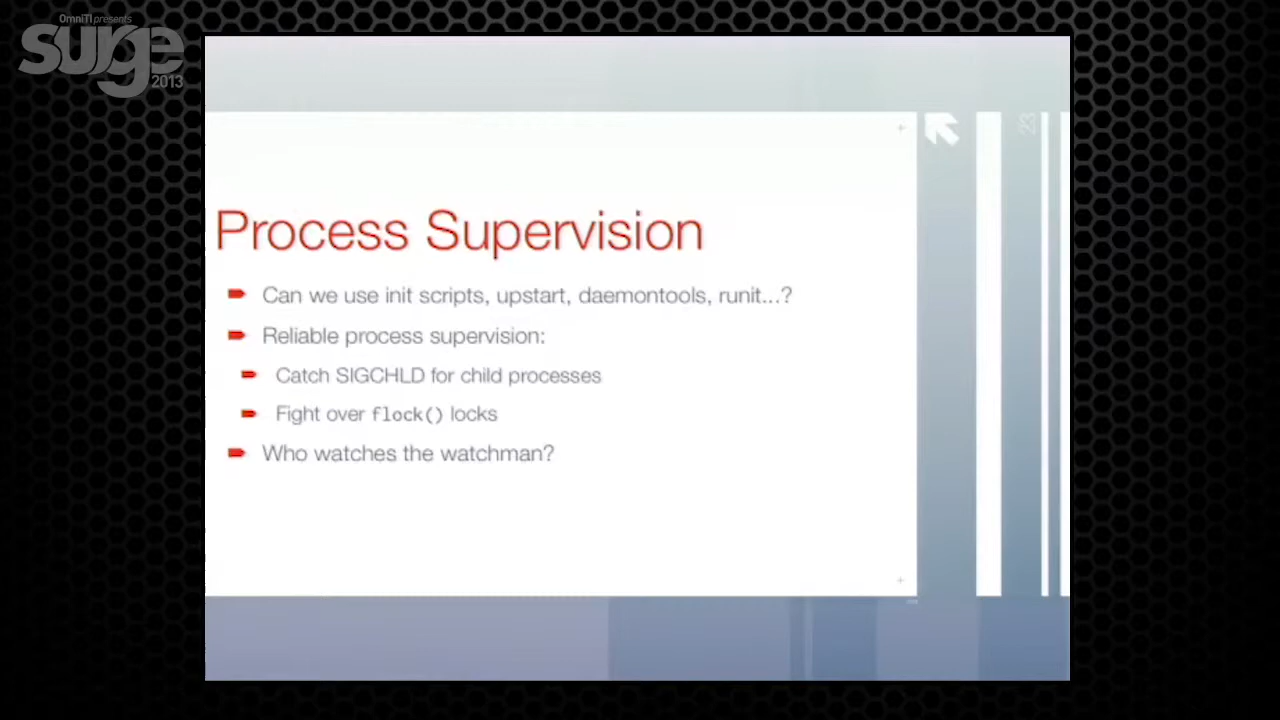 OmniTI presents
surge
2013
23
Process Supervision
Can we use init scripts, upstart, daemontools, runit...?
Reliable process supervision:
Catch SIGCHLD for child processes
Fight over flock() locks
Who watches the watchman?